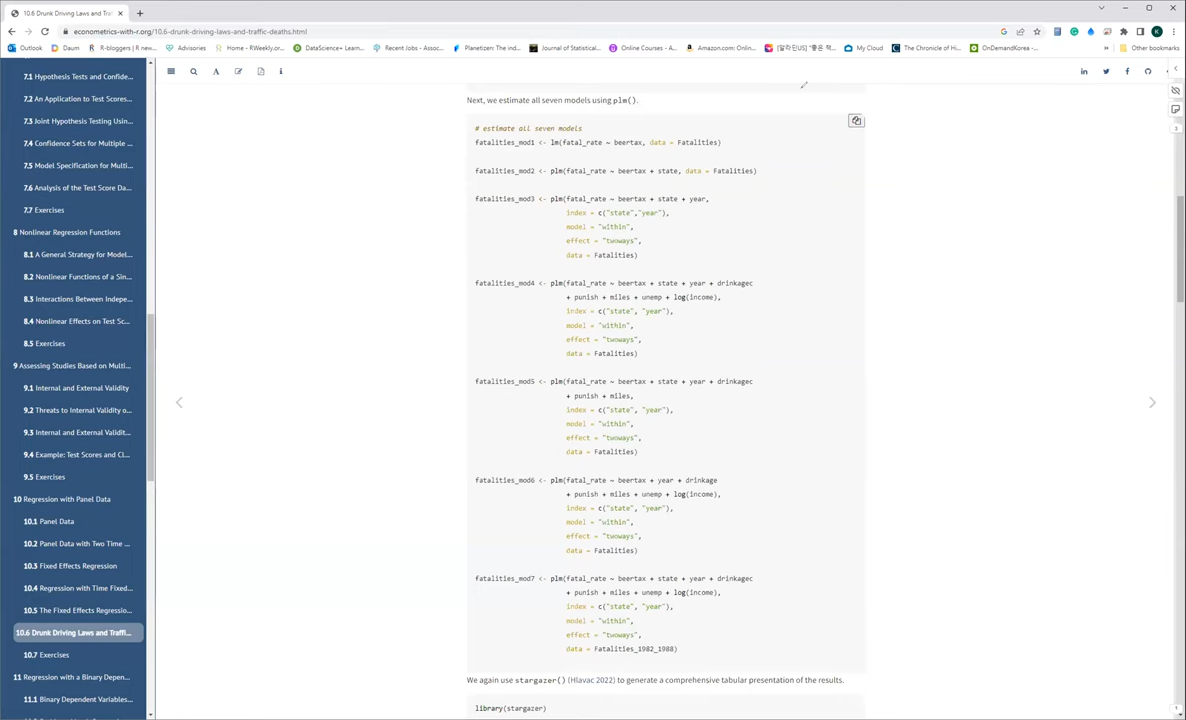 10.6 Drunk Driving Laws and Traf
econometrics-with-r.org/10.6-drunk-driving-laws-and-traffic-deaths.html
Outlook
Daum
R-bloggers | R new...
Advisories
Home - RWeekly.or...
DataScience+ Lear...
Recent Jobs - Assoc...
Planetizen: The ind...
Journal of Statistical...
Online Courses - A...
Amazon.com: Onlin...
My Cloud
The Chronicle of Hi
OnDemandKorea -
»
Other bookmarks
7.1 Hypothesis Tests and Confide...
7.2 An Application to Test Scores...
7.3 Joint Hypothesis Testing Usin...
7.4 Confidence Sets for Multiple ...
7.5 Model Specification for Multi...
7.6 Analysis of the Test Score Da...
7.7 Exercises
8 Nonlinear Regression Functions
8.1 A General Strategy for Model...
8.2 Nonlinear Functions of a Sin...
8.3 Interactions Between Indepe...
8.4 Nonlinear Effects on Test Sc...
8.5 Exercises
9 Assessing Studies Based on Multi...
9.1 Internal and External Validity
9.2 Threats to Internal Validity o...
9.3 Internal and External Validit...
9.4 Example: Test Scores and Cl...
9.5 Exercises
10 Regression with Panel Data
10.1 Panel Data
10.2 Panel Data with Two Time ...
10.3 Fixed Effects Regression
10.4 Regression with Time Fixed...
10.5 The Fixed Effects Regressio...
10.6 Drunk Driving Laws and Traffi...
10.7 Exercises
11 Regression with a Binary Depen...
11.1 Binary Dependent Variables...
Next, we estimate all seven models using plm().
# estimate all seven models
fatalities_mod1 <- lm(fatal_rate ~ beertax, data = Fatalities)
fatalities_mod2 <- plm(fatal_rate ~ beertax + state, data = Fatalities)
fatalities_mod3 <- plm(fatal_rate ~ beertax + state + year,
index = c("state","year"),
model = "within",
effect = "twoways",
data = Fatalities)
fatalities_mod4 <- plm(fatal_rate ~ beertax + state + year + drinkagec
+ punish + miles + unemp + log(income),
index = c("state", "year"),
model = "within",
effect = "twoways",
data = Fatalities)
fatalities_mod5 <- plm(fatal_rate ~ beertax + state + year + drinkagec
+ punish + miles,
index = c("state", "year"),
model = "within",
effect = "twoways",
data = Fatalities)
fatalities_mod6 <- plm(fatal_rate ~ beertax + year + drinkage
+ punish + miles + unemp + log(income),
index = c("state", "year"),
model = "within",
effect = "twoways",
data = Fatalities)
fatalities_mod7 <- plm(fatal_rate ~ beertax + state + year + drinkagec
+ punish + miles + unemp + log(income),
index = c("state", "year"),
model = "within",
effect = "twoways",
data = Fatalities_1982_1988)
We again use stargazer() (Hlavac 2022) to generate a comprehensive tabular presentation of the results.
library(stargazer)